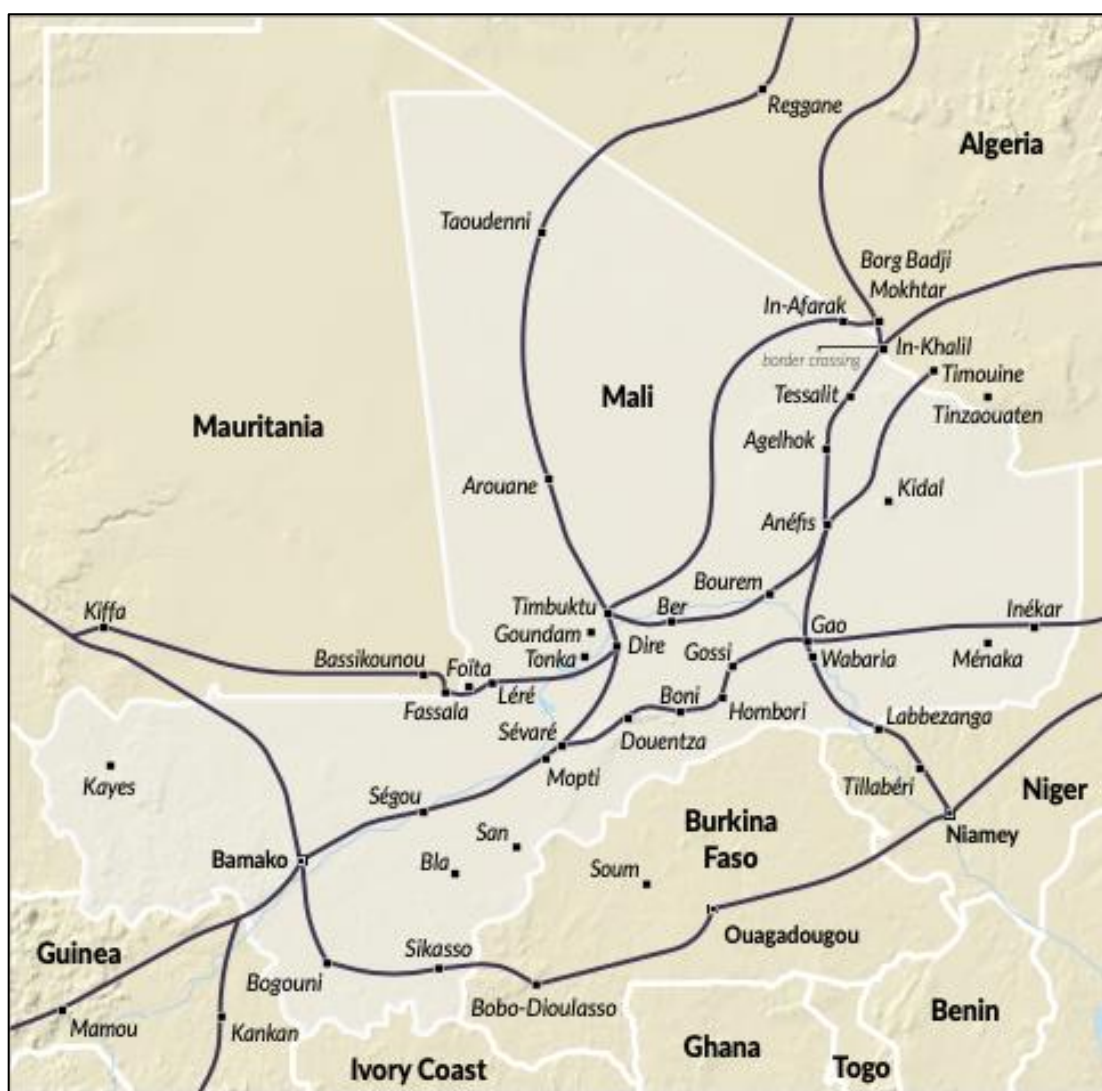 Reggane
Algeria
Taoudenni
Borg Badji
Mokhtar
In-Afarak
In-Khalil
border crossing
Timouine
Mali
Tessalit
Tinzaouaten
Mauritania
Agelhok
Arouane
Kidal
Anéfis
Bourem
Kiffa
Timbuktu
Ber
Inékar
Goundam
Gao
Bassikounou
Foïta
Tonka
Dire
Gossi
Wabaria
Ménaka
Fassala
Léré
Boni
Hombori
Labbezanga
Sévaré
Douentza
Kayes
Mopti
Tillabéri
Niger
Ségou
Burkina
Faso
San
Niamey
Bamako
Bla
Soum
Ouagadougou
Guinea
Sikasso
Bogouni
Bobo-Dioulasso
Benin
Mamou
Kankan
Ghana
Ivory Coast
Togo